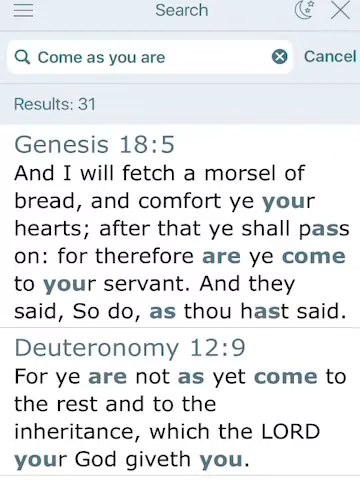 Search
Come as you are
Cancel
Results: 31
Genesis 18:5
And I will fetch a morsel of
bread, and comfort ye your
hearts; after that ye shall pass
on: for therefore are ye come
to your servant. And they
said, So do, as thou hast said.
Deuteronomy 12:9
For ye are not as yet come to
the rest and to the
inheritance, which the LORD
your God giveth you.